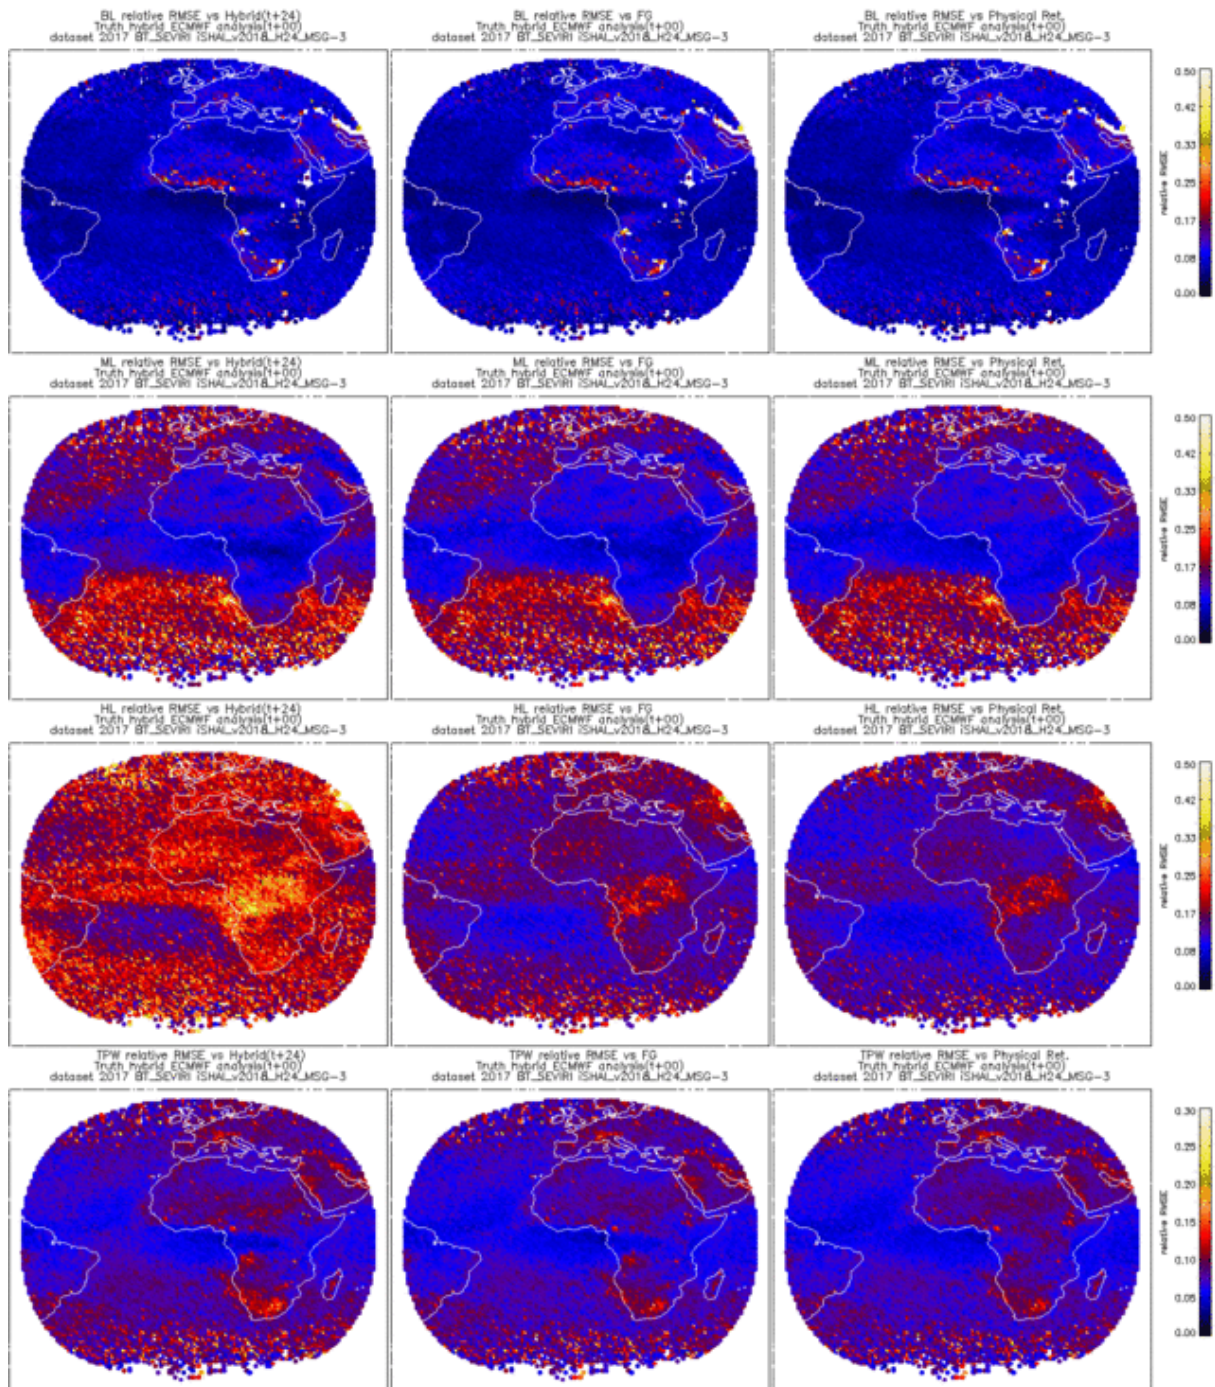 BL relative RMSE vs Hybrid(t+24)
Truth hybrid ECMWF analysis(t+00)
dataset 2017 BT_SEVIRI iSHAI_v2018_H24_MSG-3
BL relative RMSE vs FG
Truth hybrid ECMWF analysis(t+00)
dataset 2017 BT_SEVIRI iSHAI_v2018_H24_MSG-3
BL relative RMSE vs Physical Ret.
Truth hybrid ECMWF analysis(t+00)
dataset 2017 BT_SEVIRI iSHAI_v2018_H24_MSG-3
0.50
0.42
0.33
0.25
0.17
0.08
0.00
relative RMSE
ML relative RMSE vs Hybrid(t+24)
Truth hybrid ECMWF analysis(t+00)
dataset 2017 BT_SEVIRI iSHAI_v2018_H24_MSG-3
ML relative RMSE vs FG
Truth hybrid ECMWF analysis(t+00)
dataset 2017 BT_SEVIRI iSHAI_v2018_H24_MSG-3
ML relative RMSE vs Physical Ret.
Truth hybrid ECMWF analysis(t+00)
dataset 2017 BT_SEVIRI iSHAI_v2018_H24_MSG-3
0.50
0.42
0.33
0.25
0.17
0.08
0.00
relative RMSE
HL relative RMSE vs Hybrid(t+24)
Truth hybrid ECMWF analysis(t+00)
dataset 2017 BT_SEVIRI iSHAI_v2018_H24_MSG-3
HL relative RMSE vs FG
Truth hybrid ECMWF analysis(t+00)
dataset 2017 BT_SEVIRI iSHAI_v2018_H24_MSG-3
HL relative RMSE vs Physical Ret.
Truth hybrid ECMWF analysis(t+00)
dataset 2017 BT_SEVIRI iSHAI_v2018_H24_MSG-3
0.50
0.42
0.33
0.25
0.17
0.08
0.00
relative RMSE
TPW relative RMSE vs Hybrid(t+24)
Truth hybrid ECMWF analysis(t+00)
dataset 2017 BT_SEVIRI iSHAI_v2018_H24_MSG-3
TPW relative RMSE vs FG
Truth hybrid ECMWF analysis(t+00)
dataset 2017 BT_SEVIRI iSHAI_v2018_H24_MSG-3
TPW relative RMSE vs Physical Ret.
Truth hybrid ECMWF analysis(t+00)
dataset 2017 BT_SEVIRI iSHAI_v2018_H24_MSG-3
0.30
0.25
0.20
0.15
0.10
0.05
0.00
relative RMSE